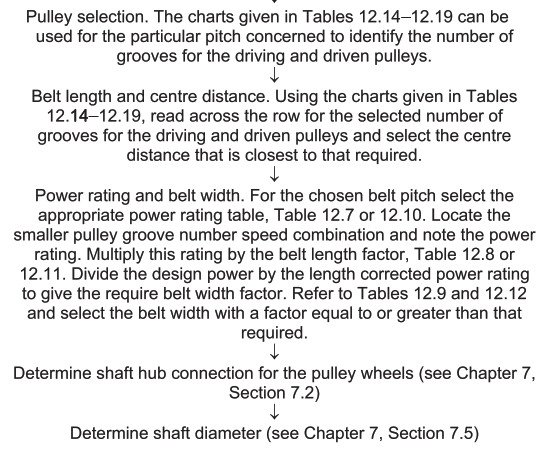 Pulley selection. The charts given in Tables 12.14–12.19 can be
used for the particular pitch concerned to identify the number of
grooves for the driving and driven pulleys.
↓
Belt length and centre distance. Using the charts given in Tables
12.14–12.19, read across the row for the selected number of
grooves for the driving and driven pulleys and select the centre
distance that is closest to that required.
↓
Power rating and belt width. For the chosen belt pitch select the
appropriate power rating table, Table 12.7 or 12.10. Locate the
smaller pulley groove number speed combination and note the power
rating. Multiply this rating by the belt length factor, Table 12.8 or
12.11. Divide the design power by the length corrected power rating
to give the require belt width factor. Refer to Tables 12.9 and 12.12
and select the belt width with a factor equal to or greater than that
required.
↓
Determine shaft hub connection for the pulley wheels (see Chapter 7,
Section 7.2)
↓
Determine shaft diameter (see Chapter 7, Section 7.5)